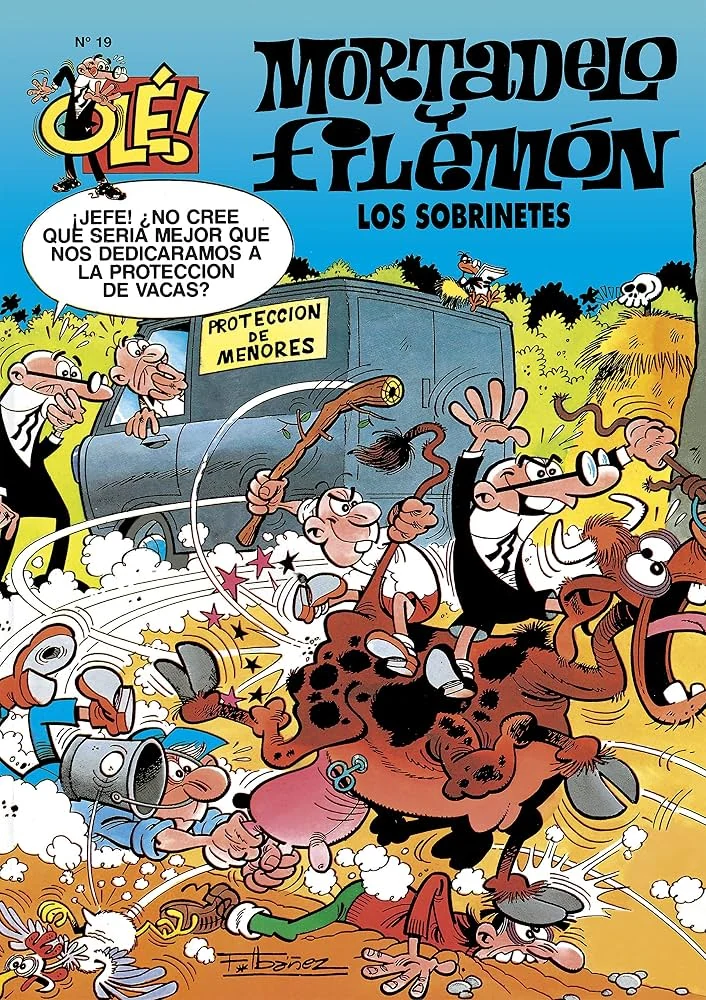 Nº 19
OLÉ!
MORTADELO
Y
FILEMÓN
LOS SOBRINETES
¡JEFE! ¿NO CREE
QUE SERIA MEJOR QUE
NOS DEDICARAMOS A
LA PROTECCION
DE VACAS?
PROTECCION
DE
MENORES
F. Ibáñez